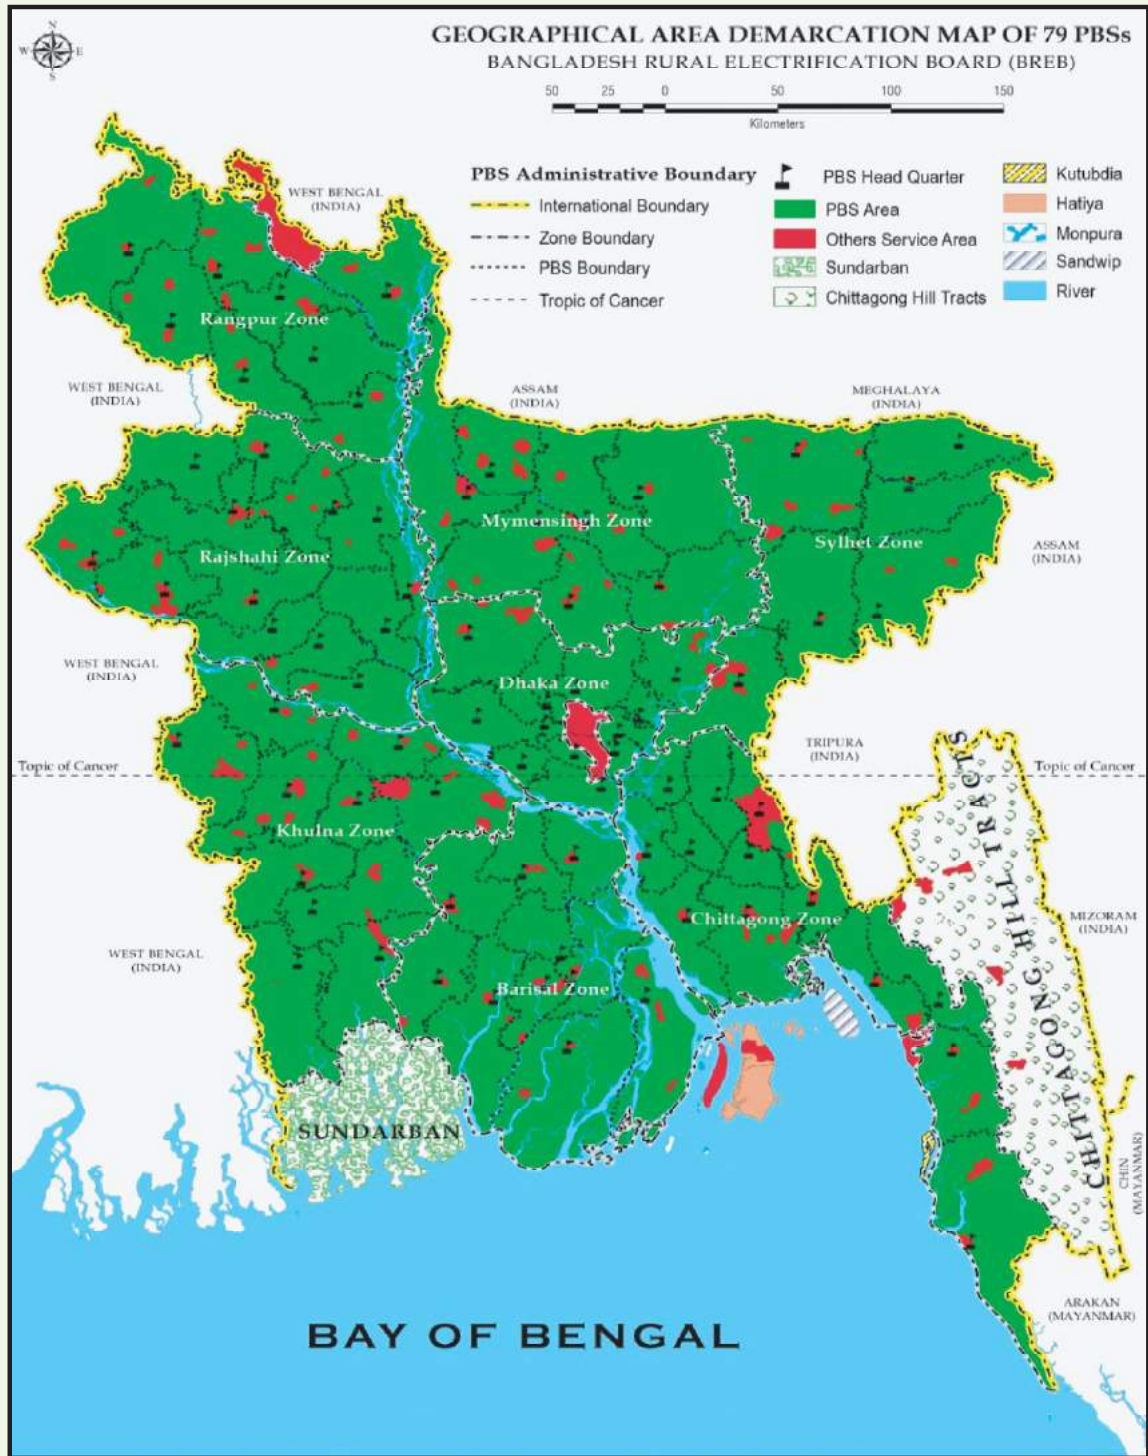 GEOGRAPHICAL AREA DEMARCATION MAP OF 79 PBSs
BANGLADESH RURAL ELECTRIFICATION BOARD (BREB)
N
W E
S
50 25 0 50 100 150
Kilometers
PBS Administrative Boundary
International Boundary
Zone Boundary
PBS Boundary
Tropic of Cancer
PBS Head Quarter
PBS Area
Others Service Area
Sundarban
Chittagong Hill Tracts
Kutubdia
Hatiya
Monpura
Sandwip
River
WEST BENGAL
(INDIA)
Rangpur Zone
WEST BENGAL
(INDIA)
ASSAM
(INDIA)
MEGHALAYA
(INDIA)
Mymensingh Zone
Sylhet Zone
Rajshahi Zone
ASSAM
(INDIA)
WEST BENGAL
(INDIA)
Dhaka Zone
TRIPURA
(INDIA)
Topic of Cancer
Topic of Cancer
Khulna Zone
CHITTAGONG HILL TRACTS
Chittagong Zone
MIZORAM
(INDIA)
WEST BENGAL
(INDIA)
Barisal Zone
SUNDARBAN
CHIN
(MAYANMAR)
ARAKAN
(MAYANMAR)
BAY OF BENGAL